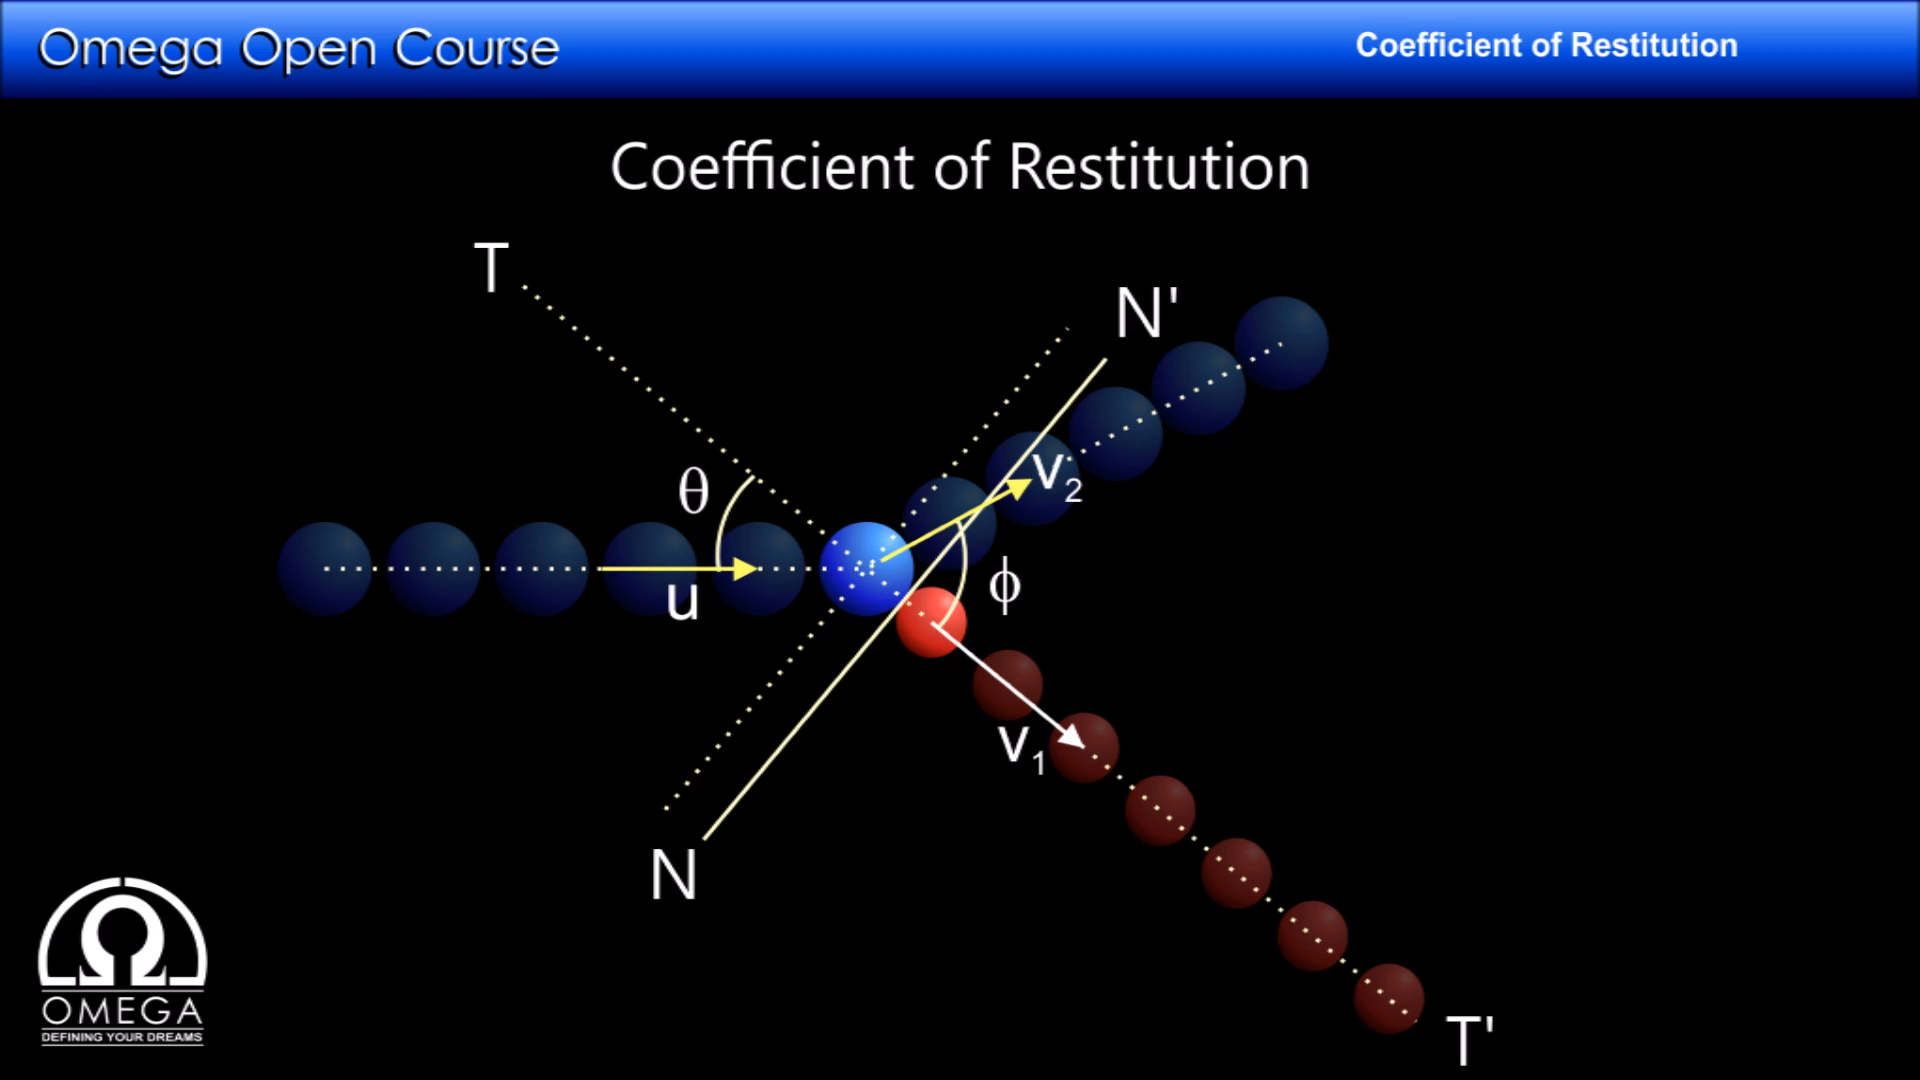 Omega Open Course
Coefficient of Restitution
Coefficient of Restitution
T
N'
θ
v₂
u
ϕ
v₁
N
T'
Ω
OMEGA
DEFINING YOUR DREAMS